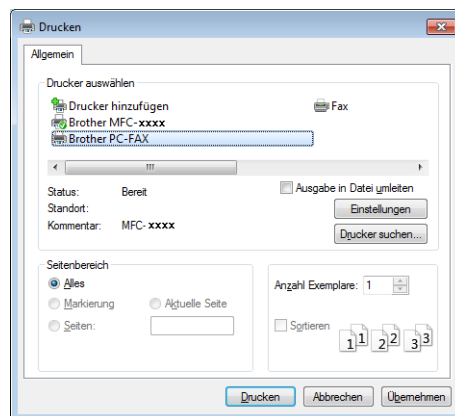 Drucken
Allgemein
Drucker auswählen
Drucker hinzufügen
Fax
Brother MFC-xxxx
Brother PC-FAX
Status: Bereit
Ausgabe in Datei umleiten
Standort:
Einstellungen
Kommentar: MFC- xxxx
Drucker suchen...
Seitenbereich
Alles
Anzahl Exemplare: 1
Markierung Aktuelle Seite
Seiten:
Sortieren
1 1 2 2 3 3
Drucken Abbrechen Übernehmen